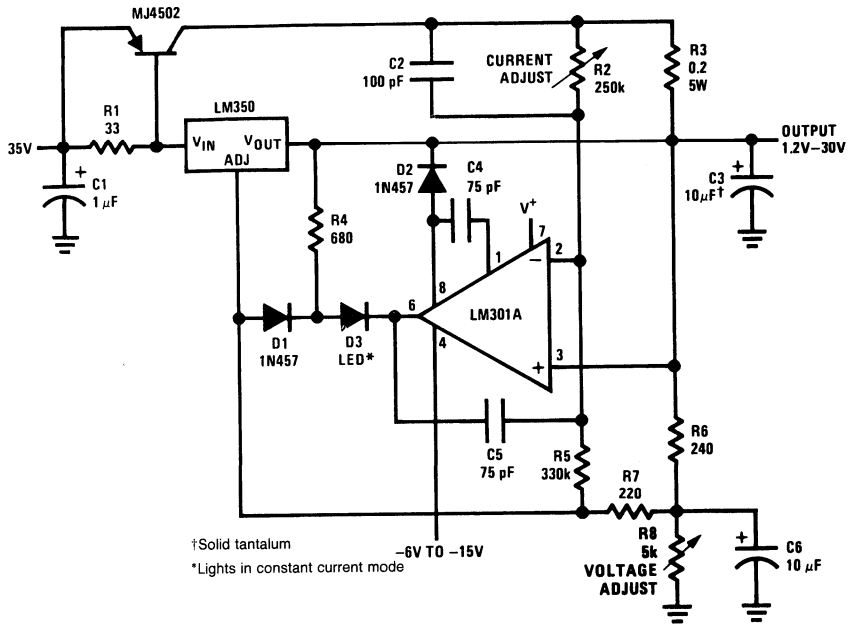 MJ4502
C2
100 pF
CURRENT
ADJUST
R2
250k
R3
0.2
5W
R1
33
LM350
35V
VIN
VOUT
ADJ
OUTPUT
1.2V–30V
+
C1
1 μF
D2
1N457
C4
75 pF
+
C3
10μF†
R4
680
V+
7
2
1
–
8
6
LM301A
3
+
4
D1
1N457
D3
LED*
C5
75 pF
R5
330k
R6
240
R7
220
†Solid tantalum
*Lights in constant current mode
–6V TO –15V
R8
5k
VOLTAGE
ADJUST
+
C6
10 μF